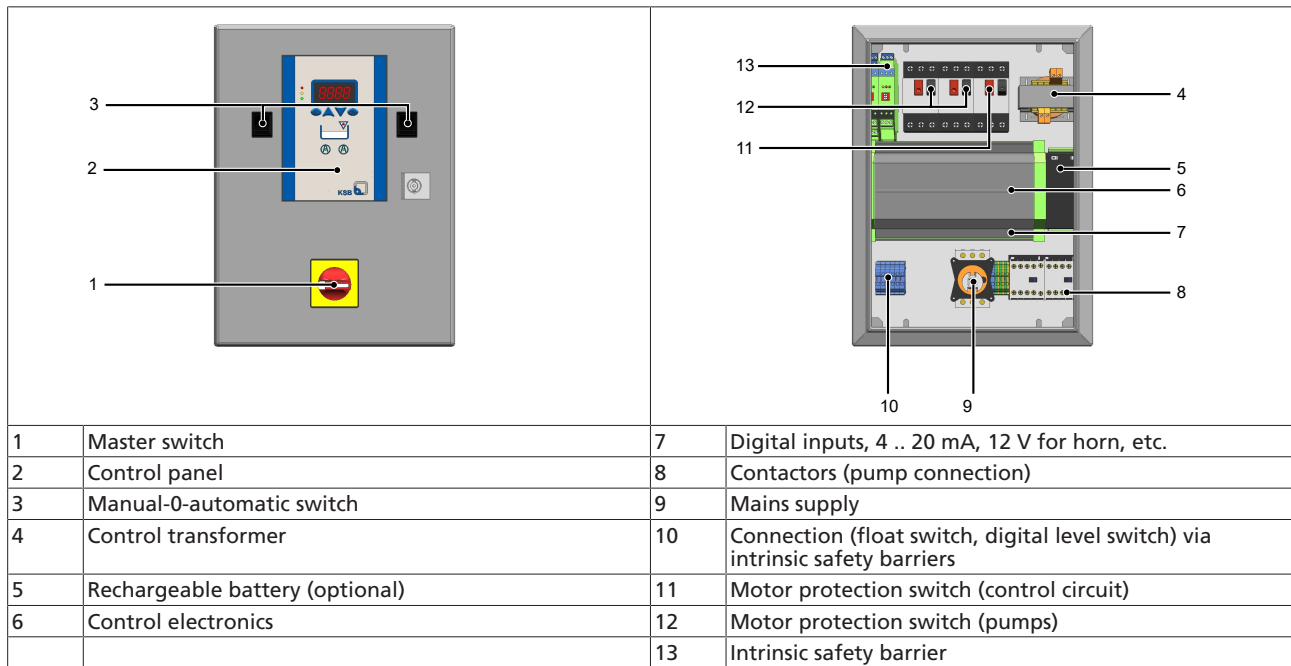 3
2
1
8888
A A
KSB
13
12
11
4
5
6
7
8
10 9
1 Master switch 7 Digital inputs, 4 .. 20 mA, 12 V for horn, etc.
2 Control panel 8 Contactors (pump connection)
3 Manual-0-automatic switch 9 Mains supply
4 Control transformer 10 Connection (float switch, digital level switch) via
intrinsic safety barriers
5 Rechargeable battery (optional) 11 Motor protection switch (control circuit)
6 Control electronics 12 Motor protection switch (pumps)
13 Intrinsic safety barrier